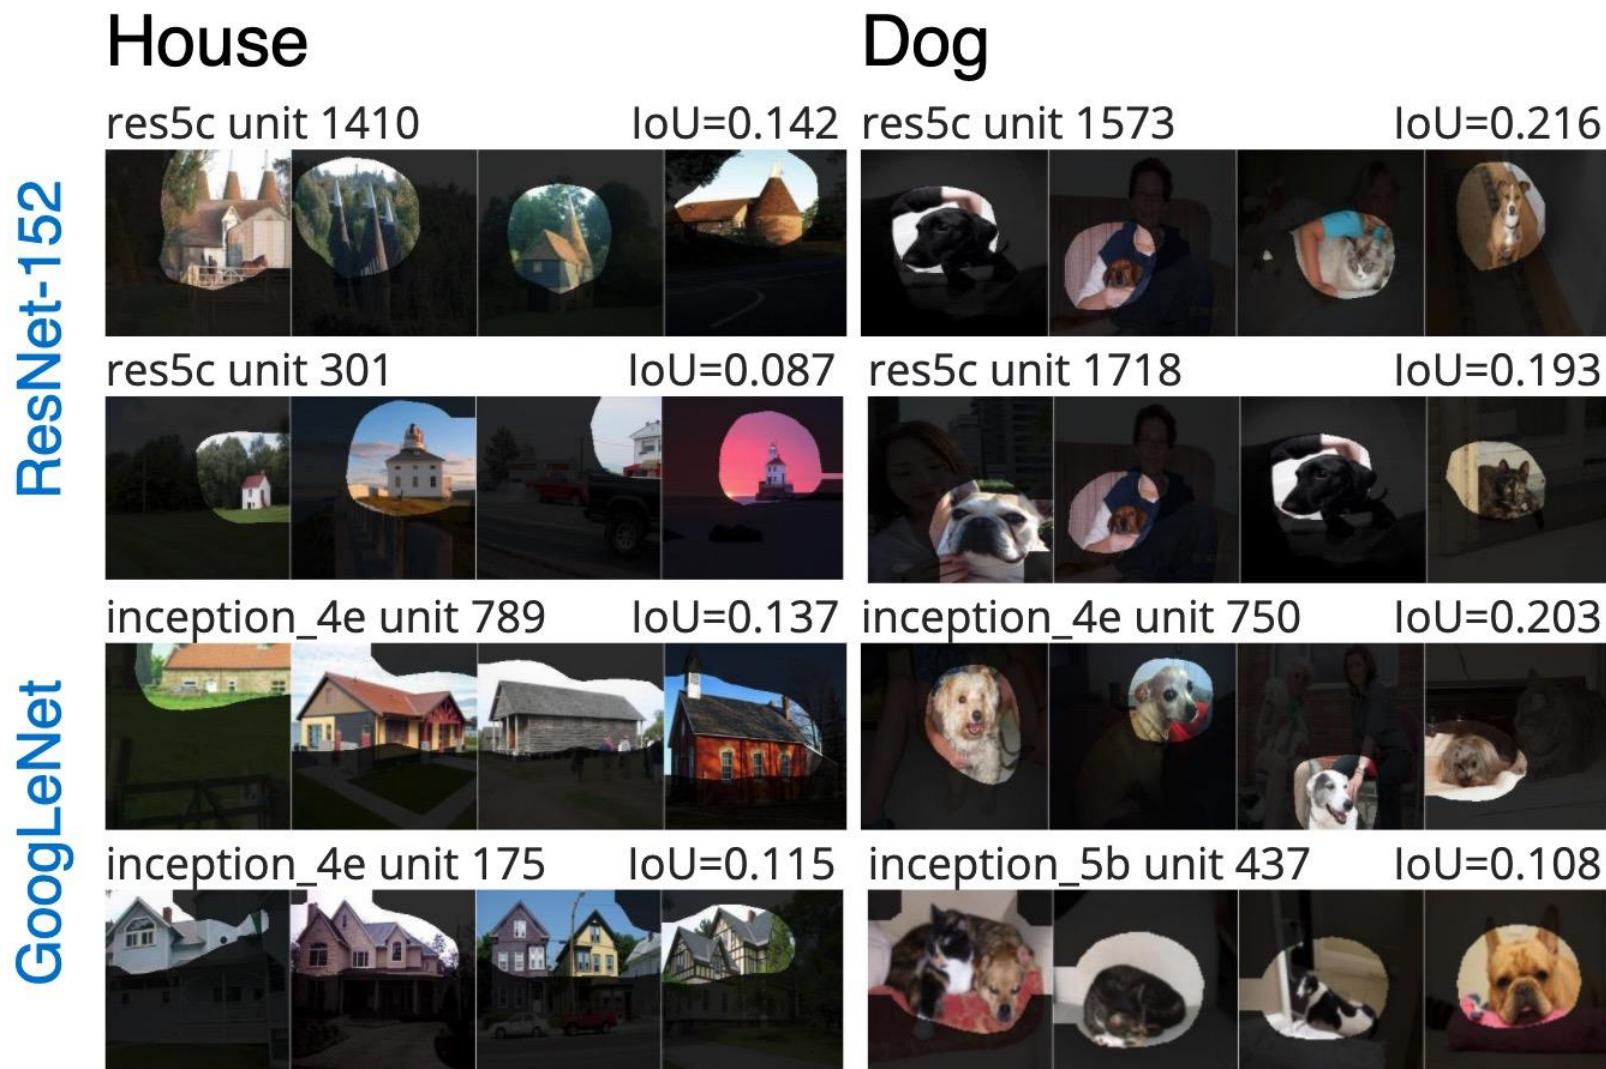 House
Dog
ResNet-152
res5c unit 1410 IoU=0.142
res5c unit 1573 IoU=0.216
res5c unit 301 IoU=0.087
res5c unit 1718 IoU=0.193
GoogLeNet
inception_4e unit 789 IoU=0.137
inception_4e unit 750 IoU=0.203
inception_4e unit 175 IoU=0.115
inception_5b unit 437 IoU=0.108